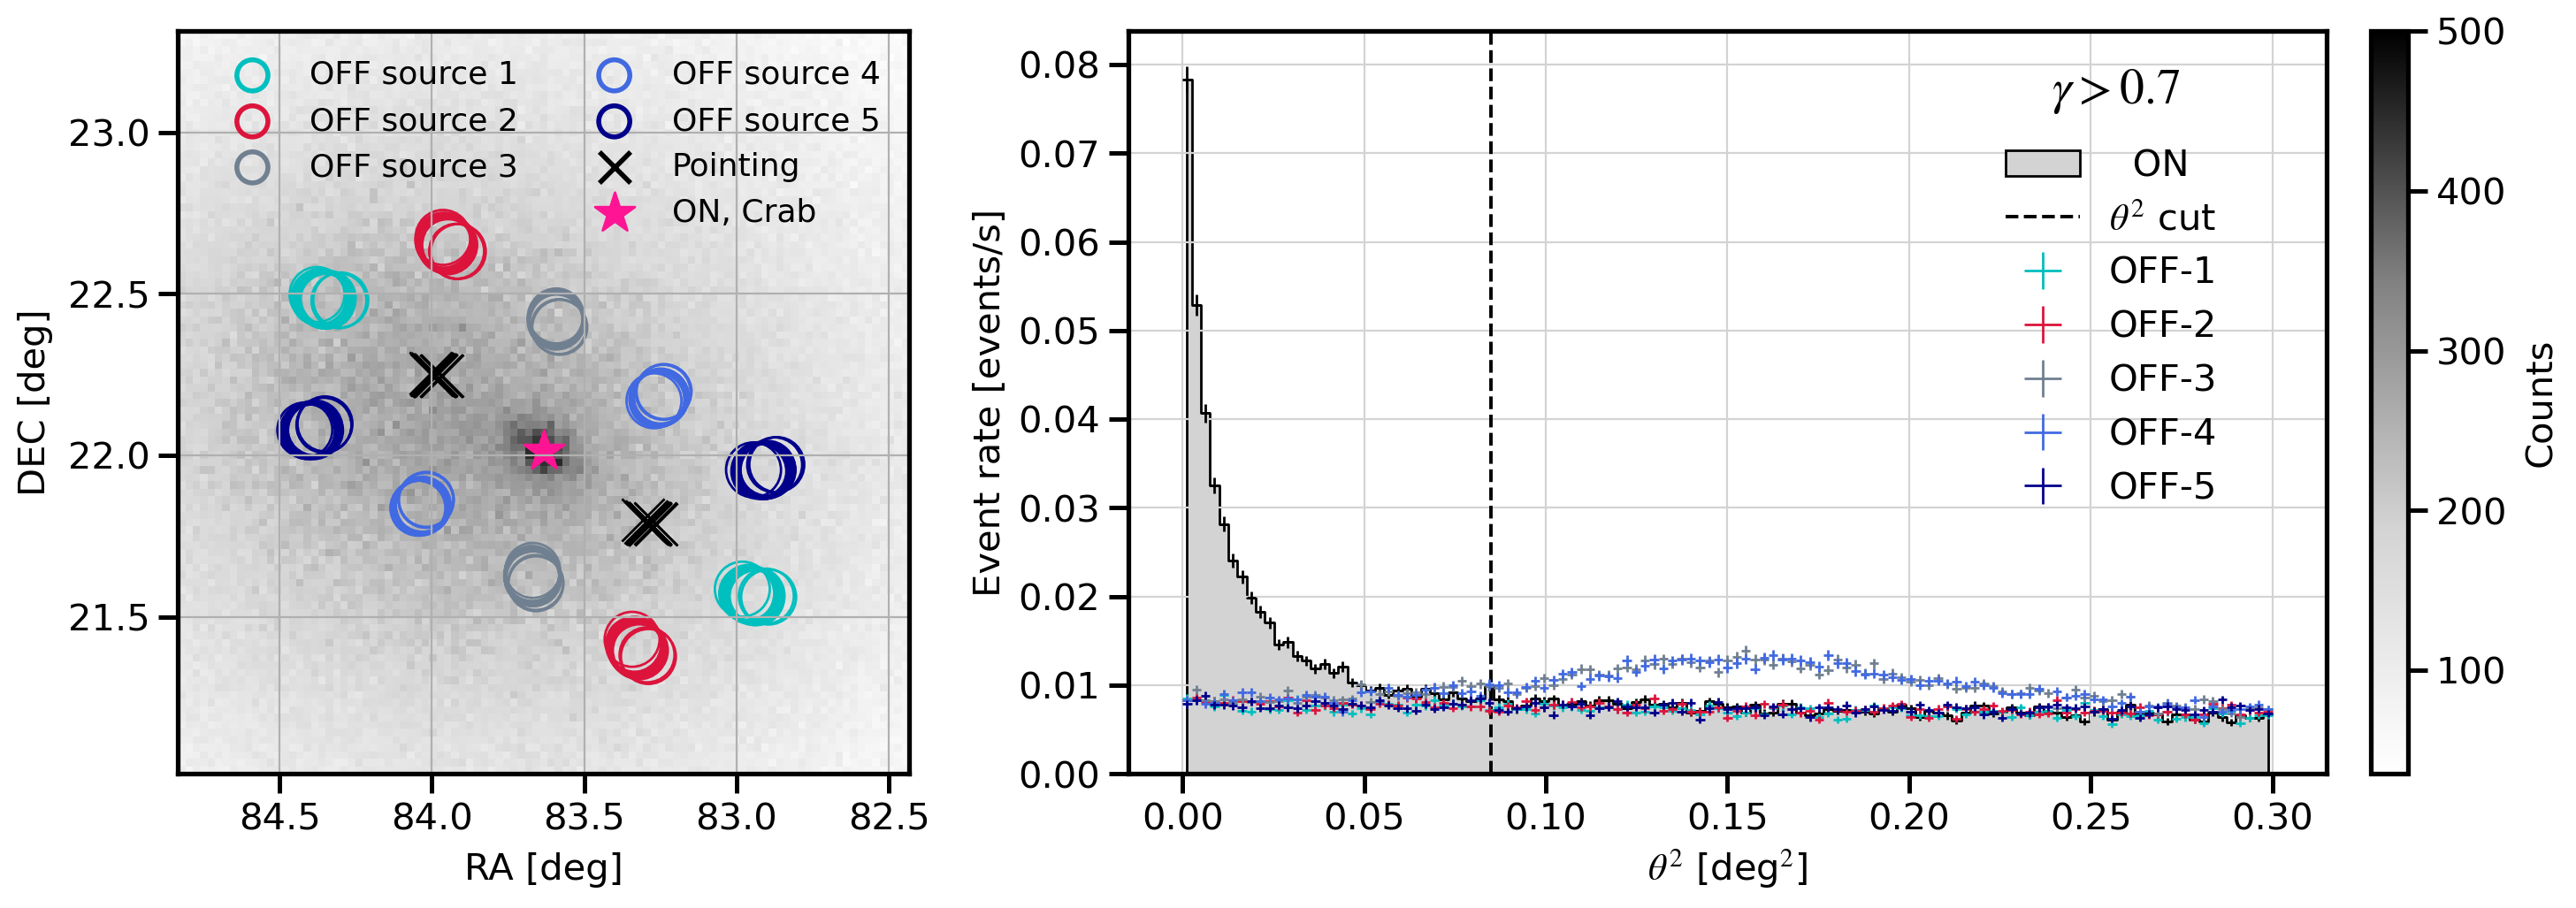 OFF source 1
OFF source 2
OFF source 3
OFF source 4
OFF source 5
Pointing
ON, Crab
23.0
22.5
22.0
21.5
DEC [deg]
84.5 84.0 83.5 83.0 82.5
RA [deg]
0.08
0.07
0.06
0.05
0.04
0.03
0.02
0.01
0.00
Event rate [events/s]
γ > 0.7
ON
θ² cut
OFF-1
OFF-2
OFF-3
OFF-4
OFF-5
0.00 0.05 0.10 0.15 0.20 0.25 0.30
θ² [deg²]
500
400
300
200
100
Counts